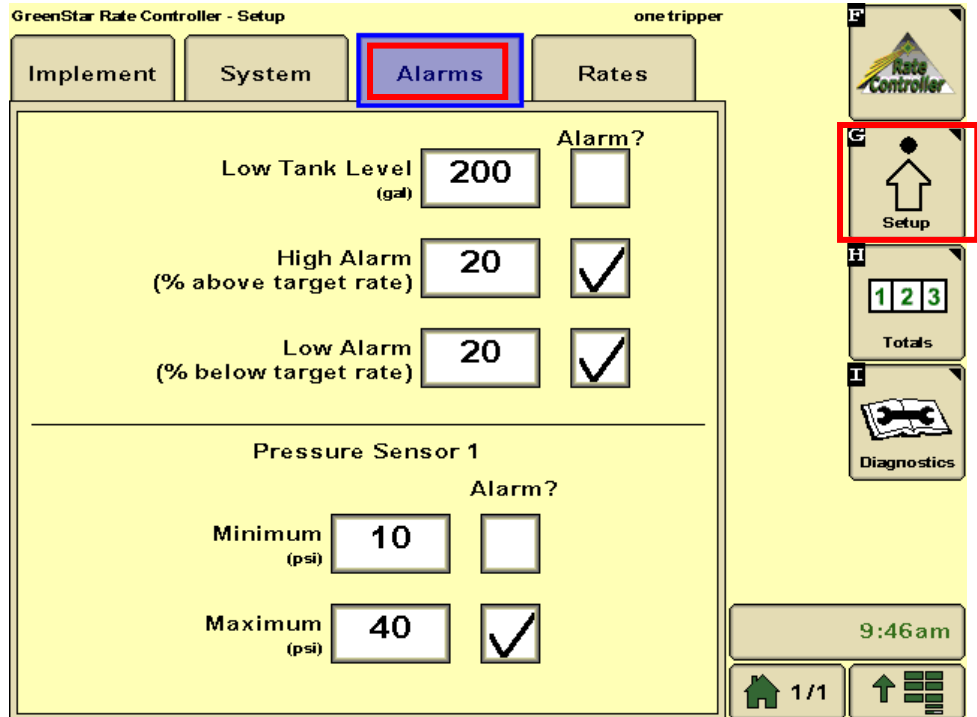 GreenStar Rate Controller - Setup
one tripper
Implement
System
Alarms
Rates
Alarm?
Low Tank Level
(gal)
200
High Alarm
(% above target rate)
20
Low Alarm
(% below target rate)
20
Pressure Sensor 1
Alarm?
Minimum
(psi)
10
Maximum
(psi)
40
F
Rate
Controller
G
Setup
H
1 2 3
Totals
I
Diagnostics
9:46am
1/1